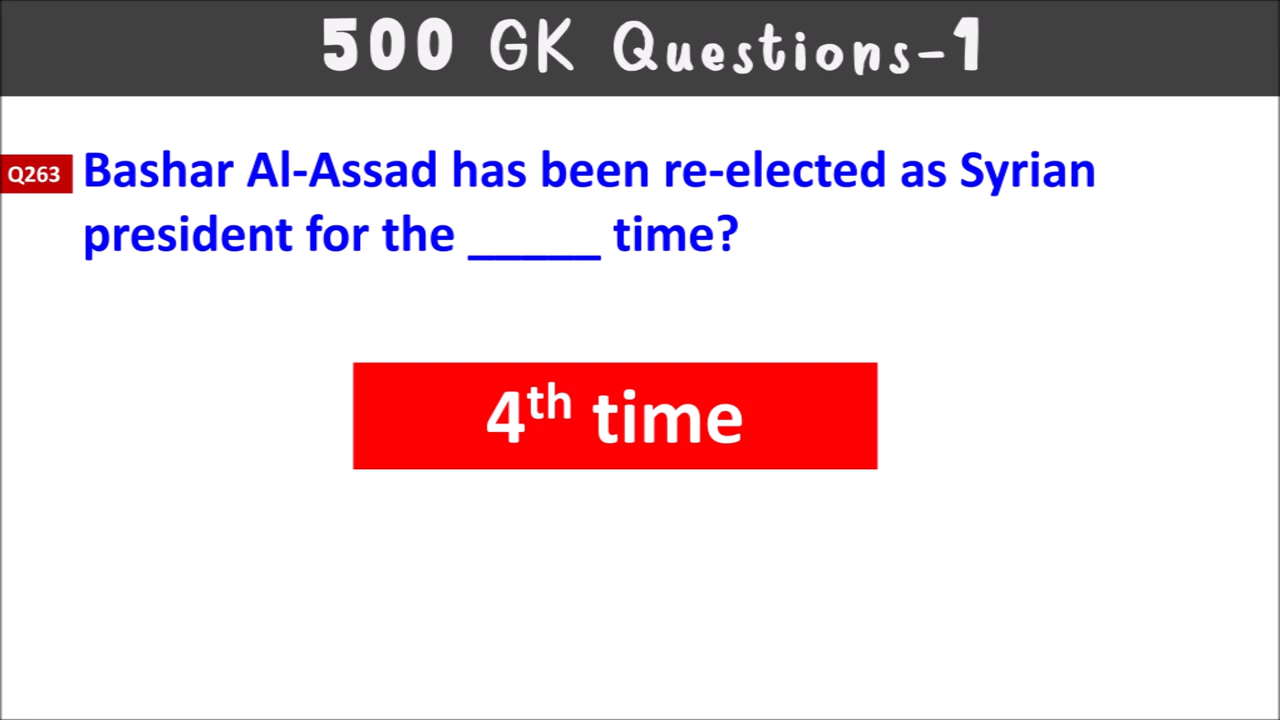 500 GK Questions-1
Q263 Bashar Al-Assad has been re-elected as Syrian
president for the _____ time?
4th time